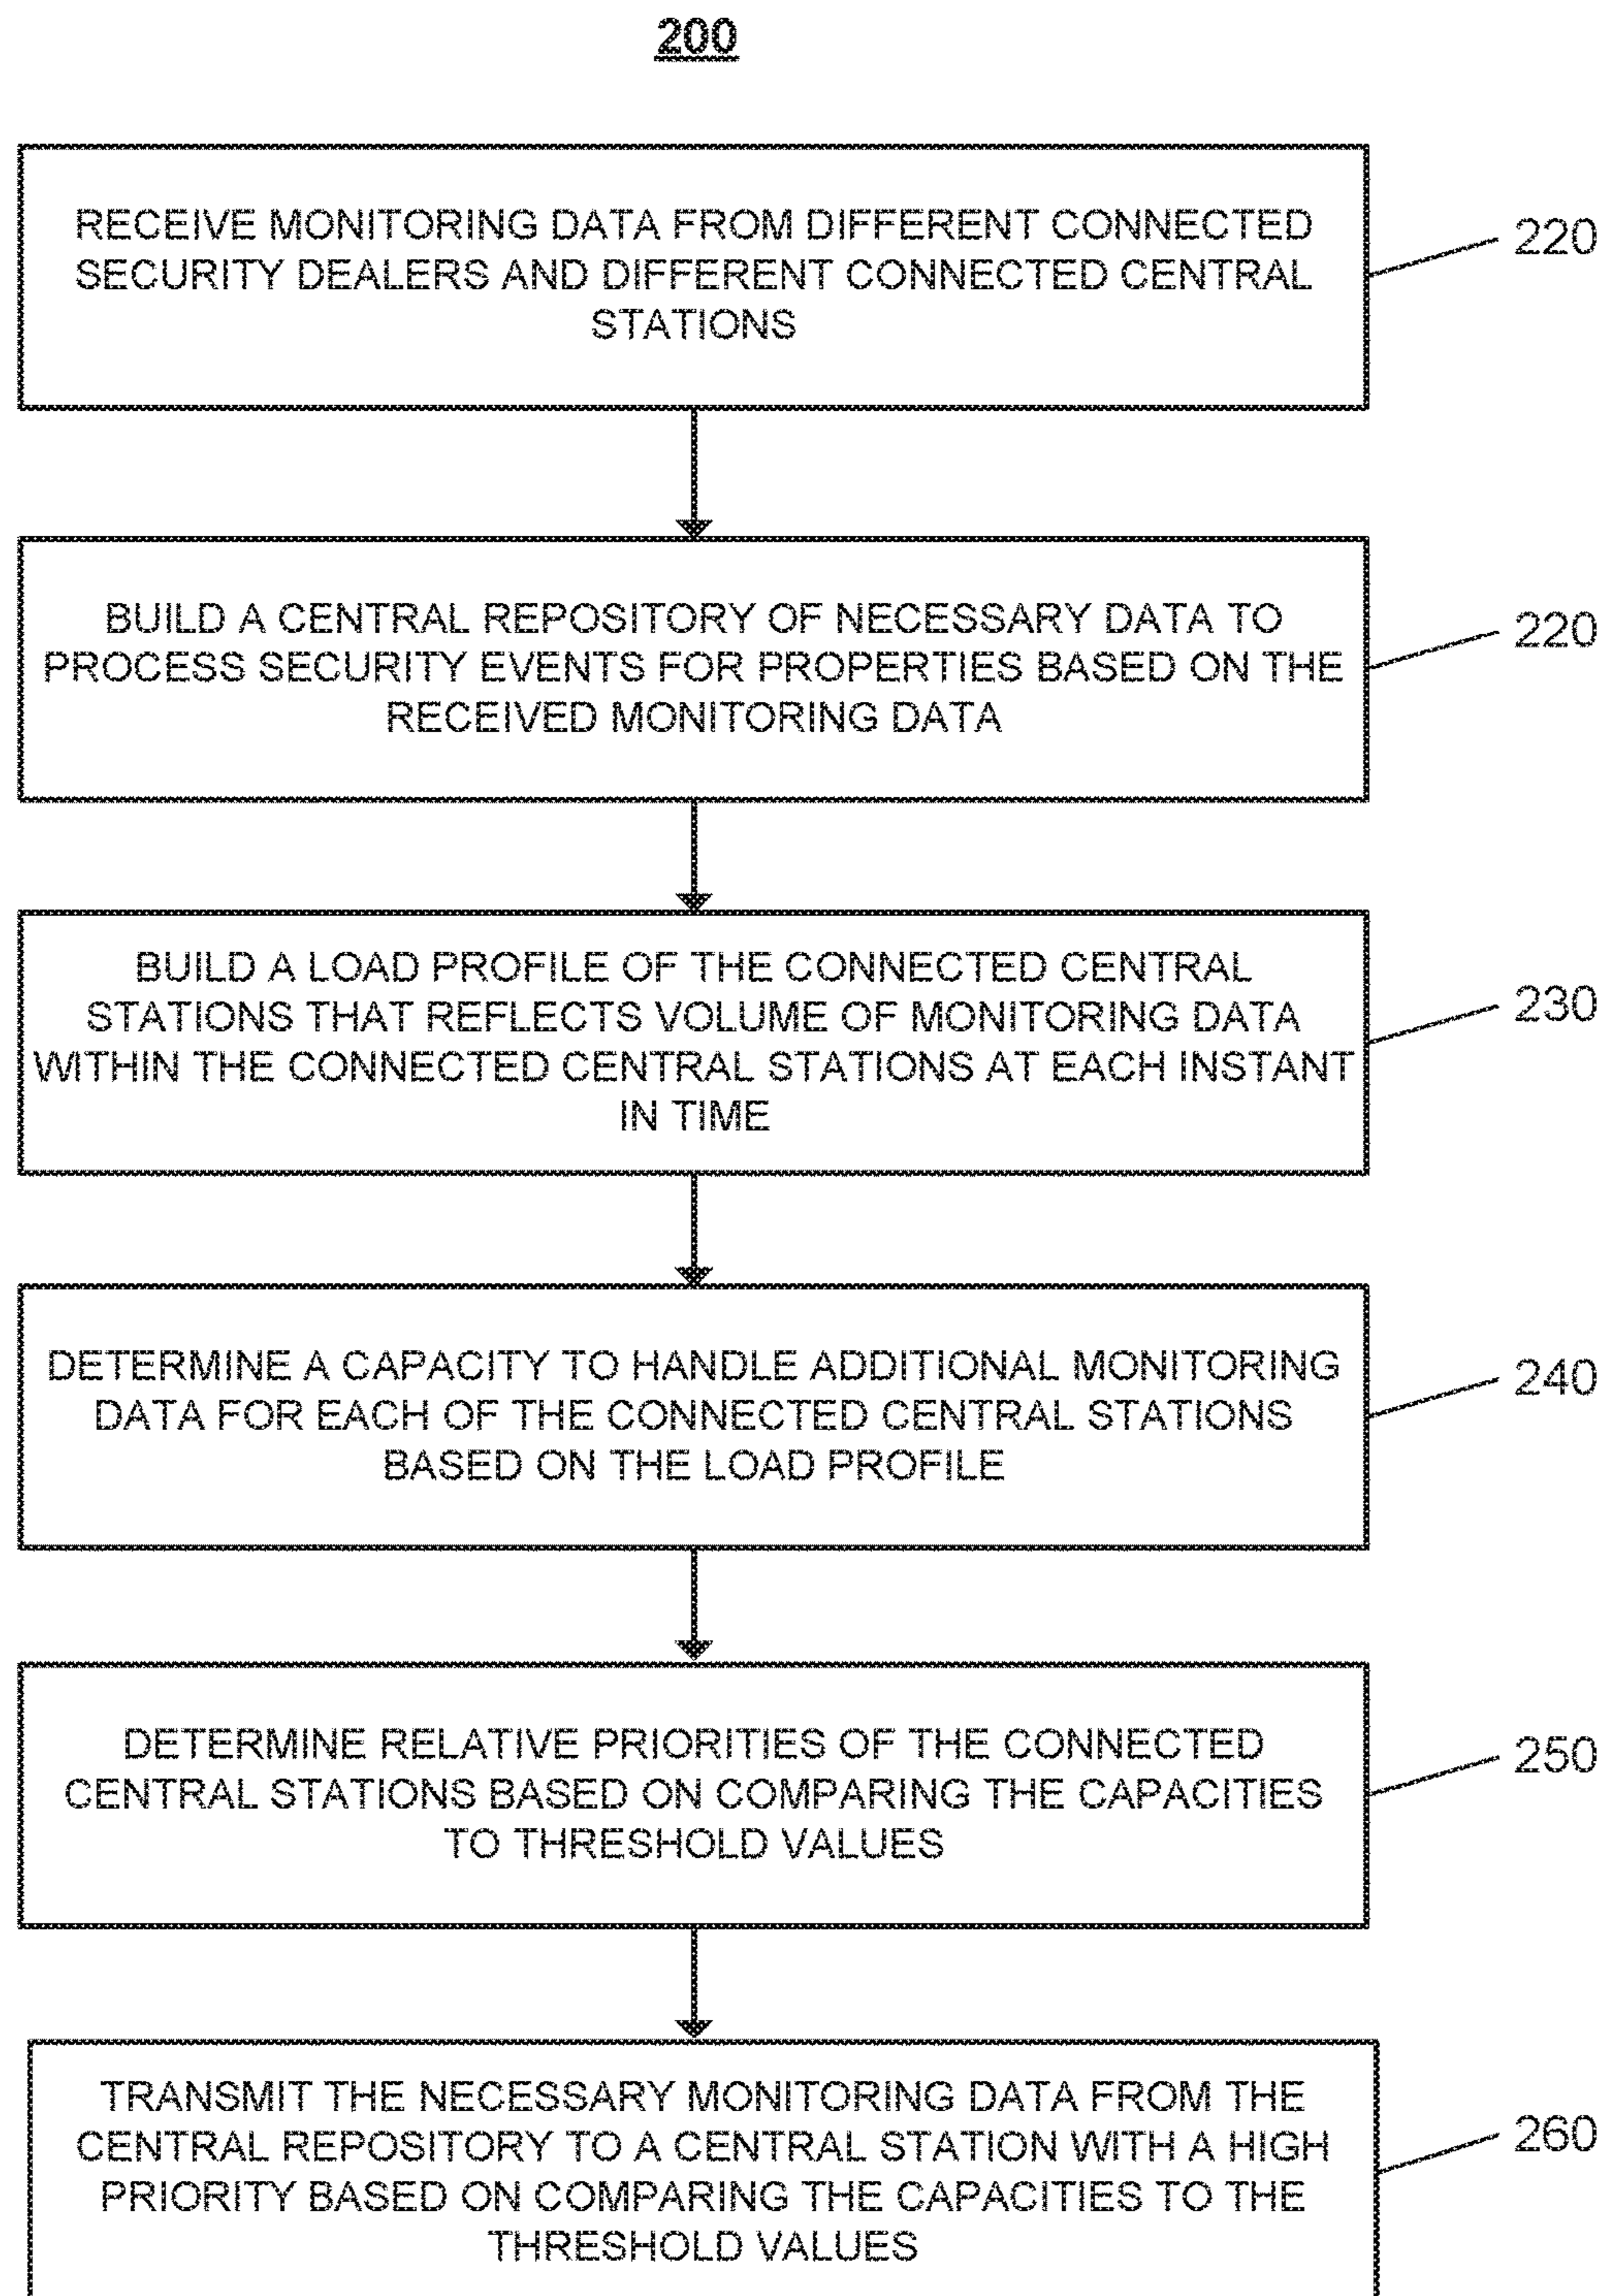 200
RECEIVE MONITORING DATA FROM DIFFERENT CONNECTED
SECURITY DEALERS AND DIFFERENT CONNECTED CENTRAL
STATIONS
220
BUILD A CENTRAL REPOSITORY OF NECESSARY DATA TO
PROCESS SECURITY EVENTS FOR PROPERTIES BASED ON THE
RECEIVED MONITORING DATA
220
BUILD A LOAD PROFILE OF THE CONNECTED CENTRAL
STATIONS THAT REFLECTS VOLUME OF MONITORING DATA
WITHIN THE CONNECTED CENTRAL STATIONS AT EACH INSTANT
IN TIME
230
DETERMINE A CAPACITY TO HANDLE ADDITIONAL MONITORING
DATA FOR EACH OF THE CONNECTED CENTRAL STATIONS
BASED ON THE LOAD PROFILE
240
DETERMINE RELATIVE PRIORITIES OF THE CONNECTED
CENTRAL STATIONS BASED ON COMPARING THE CAPACITIES
TO THRESHOLD VALUES
250
TRANSMIT THE NECESSARY MONITORING DATA FROM THE
CENTRAL REPOSITORY TO A CENTRAL STATION WITH A HIGH
PRIORITY BASED ON COMPARING THE CAPACITIES TO THE
THRESHOLD VALUES
260